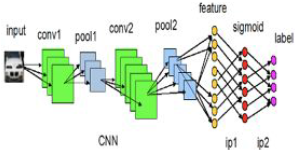 feature
pool2
sigmoid
conv2
input
conv1
pool1
label
CNN
ip1
ip2